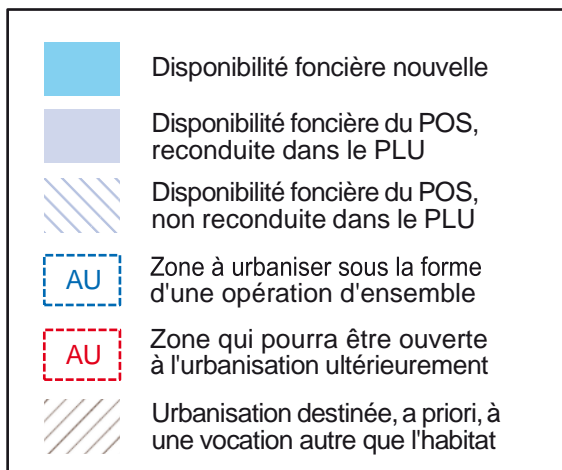 Disponibilité foncière nouvelle
Disponibilité foncière du POS,
reconduite dans le PLU
Disponibilité foncière du POS,
non reconduite dans le PLU
AU
Zone à urbaniser sous la forme
d'une opération d'ensemble
AU
Zone qui pourra être ouverte
à l'urbanisation ultérieurement
Urbanisation destinée, a priori, à
une vocation autre que l'habitat